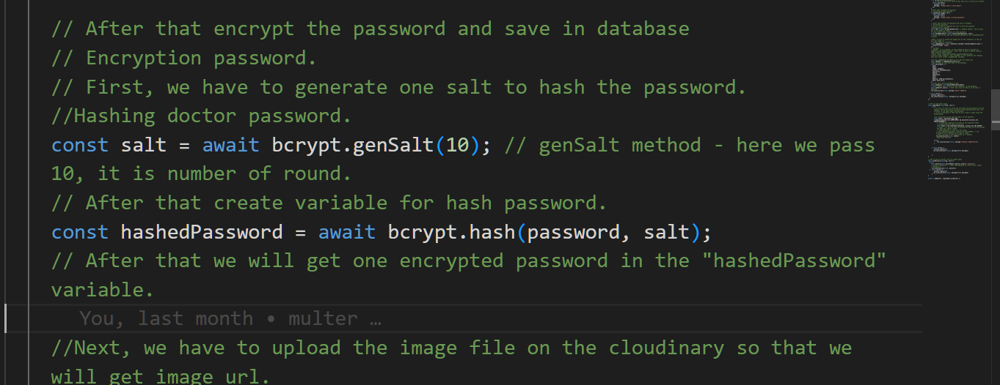 // After that encrypt the password and save in database
// Encryption password.
// First, we have to generate one salt to hash the password.
//Hashing doctor password.
const salt = await bcrypt.genSalt(10); // genSalt method - here we pass
10, it is number of round.
// After that create variable for hash password.
const hashedPassword = await bcrypt.hash(password, salt);
// After that we will get one encrypted password in the "hashedPassword"
variable.
You, last month • multer …
//Next, we have to upload the image file on the cloudinary so that we
will get image url.